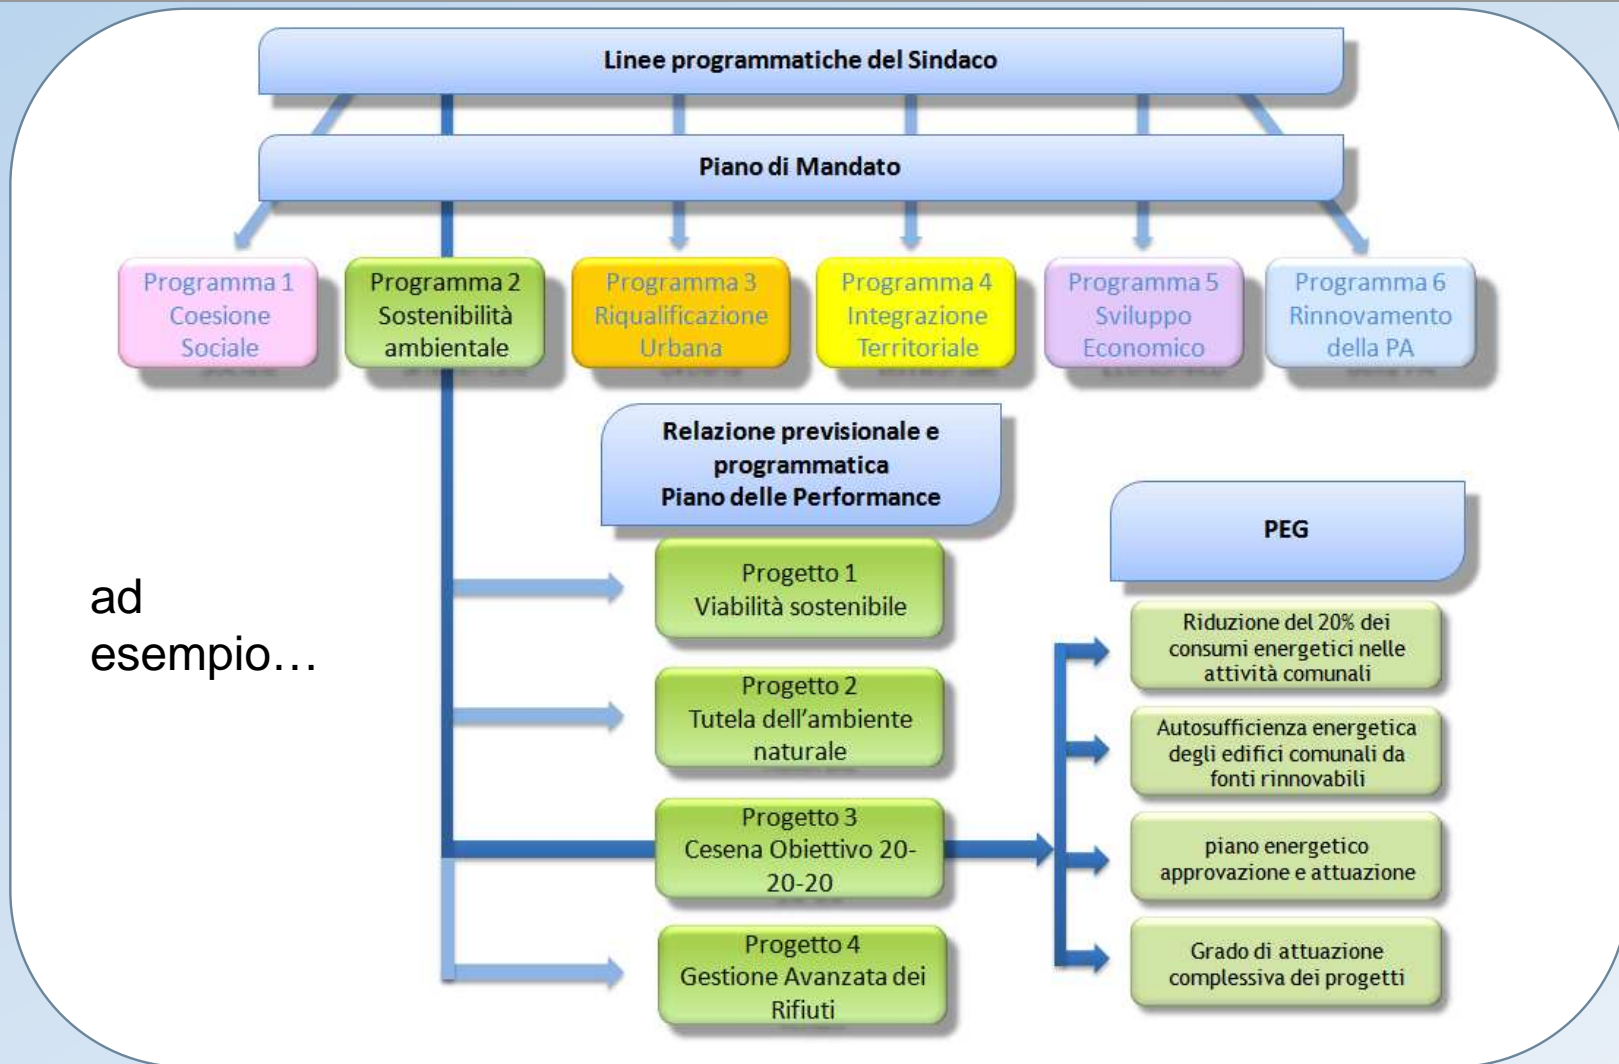 Linee programmatiche del Sindaco
Piano di Mandato
Programma 1
Coesione
Sociale
Programma 2
Sostenibilità
ambientale
Programma 3
Riqualificazione
Urbana
Programma 4
Integrazione
Territoriale
Programma 5
Sviluppo
Economico
Programma 6
Rinnovamento
della PA
Relazione previsionale e
programmatica
Piano delle Performance
PEG
ad
esempio…
Progetto 1
Viabilità sostenibile
Progetto 2
Tutela dell’ambiente
naturale
Progetto 3
Cesena Obiettivo 20-
20-20
Progetto 4
Gestione Avanzata dei
Rifiuti
Riduzione del 20% dei
consumi energetici nelle
attività comunali
Autosufficienza energetica
degli edifici comunali da
fonti rinnovabili
piano energetico
approvazione e attuazione
Grado di attuazione
complessiva dei progetti